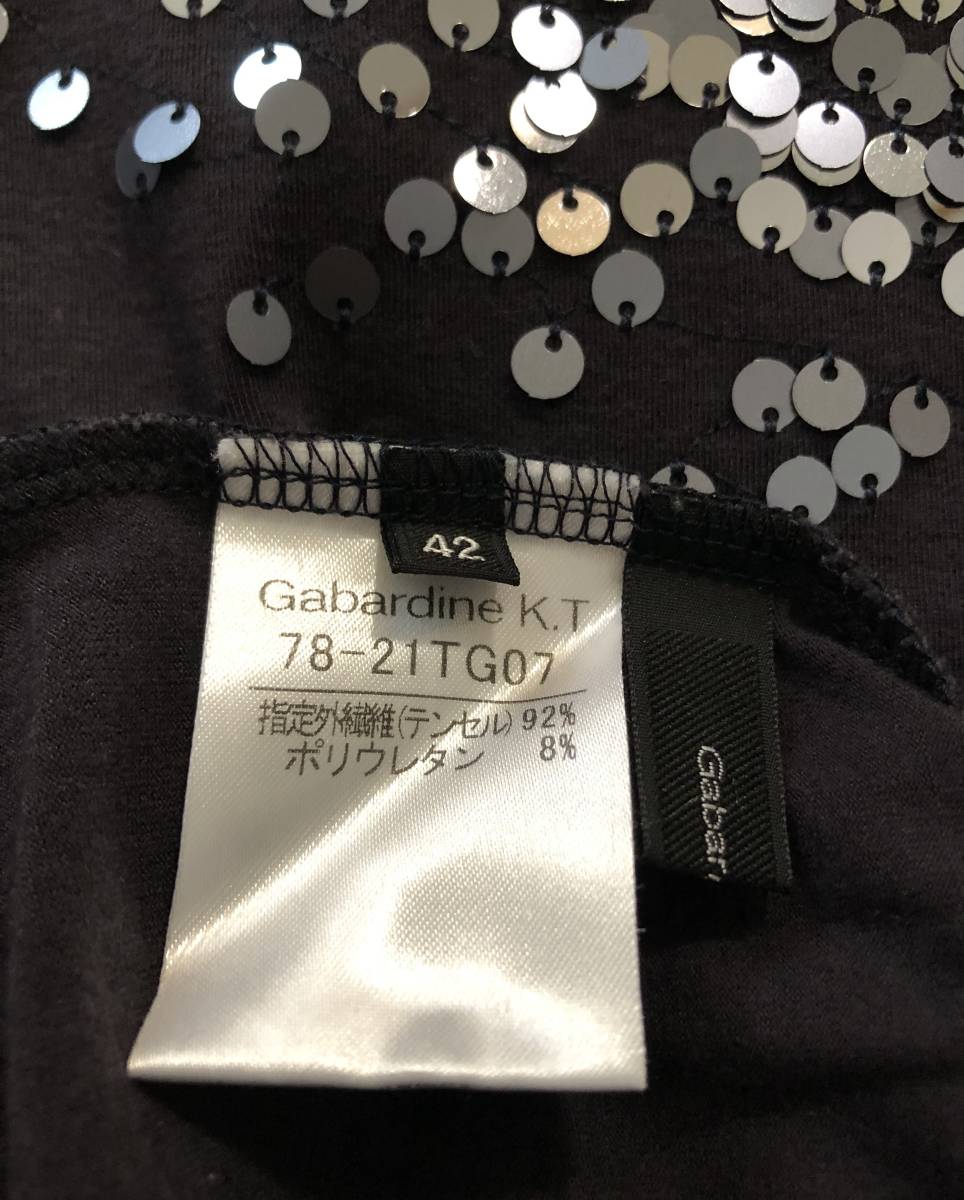 42
Gabardine K.T
78-21TG07
指定外繊維(テンセル) 92%
ポリウレタン 8%
Gabar